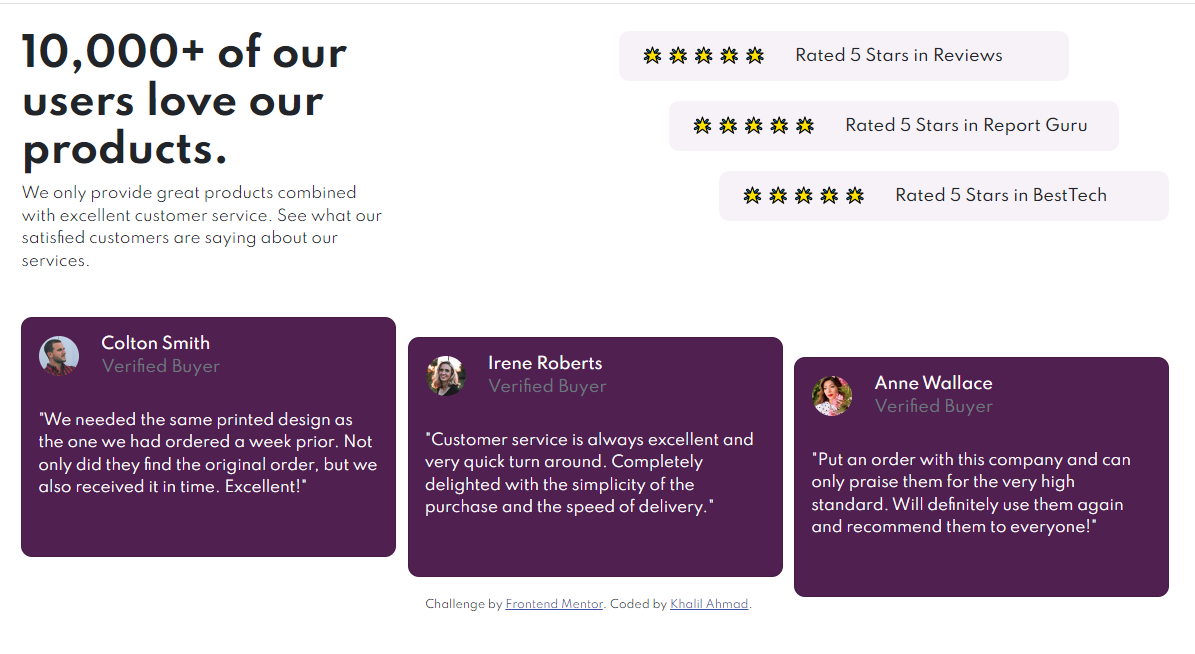 10,000+ of our
users love our
products.
We only provide great products combined
with excellent customer service. See what our
satisfied customers are saying about our
services.
Rated 5 Stars in Reviews
Rated 5 Stars in Report Guru
Rated 5 Stars in BestTech
Colton Smith
Verified Buyer
"We needed the same printed design as
the one we had ordered a week prior. Not
only did they find the original order, but we
also received it in time. Excellent!"
Irene Roberts
Verified Buyer
"Customer service is always excellent and
very quick turn around. Completely
delighted with the simplicity of the
purchase and the speed of delivery."
Anne Wallace
Verified Buyer
"Put an order with this company and can
only praise them for the very high
standard. Will definitely use them again
and recommend them to everyone!"
Challenge by Frontend Mentor. Coded by Khalil Ahmad.